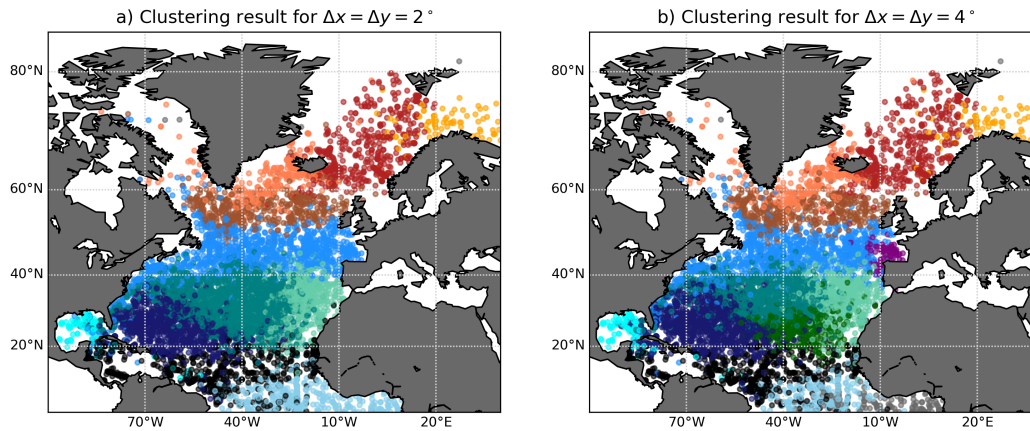 a) Clustering result for Δx = Δy = 2°
b) Clustering result for Δx = Δy = 4°
80°N
80°N
60°N
60°N
40°N
40°N
20°N
20°N
70°W 40°W 10°W 20°E
70°W 40°W 10°W 20°E